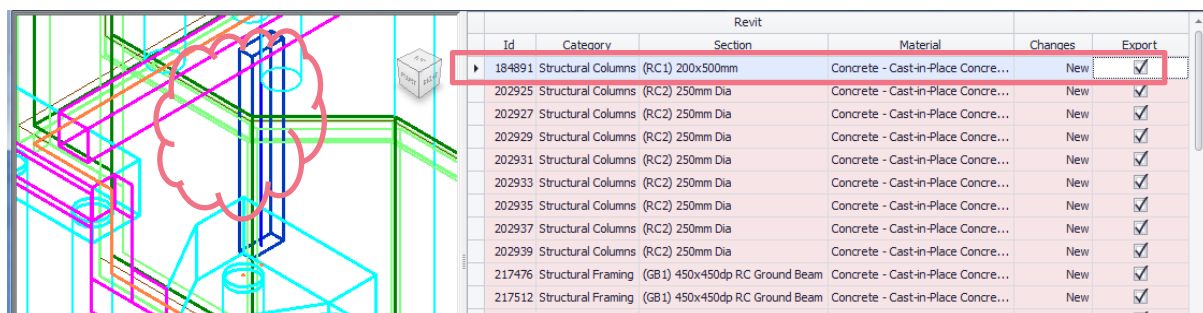 Revit
Id Category Section Material Changes Export
184891 Structural Columns (RC1) 200x500mm Concrete - Cast-in-Place Concre... New
202925 Structural Columns (RC2) 250mm Dia Concrete - Cast-in-Place Concre... New
202927 Structural Columns (RC2) 250mm Dia Concrete - Cast-in-Place Concre... New
202929 Structural Columns (RC2) 250mm Dia Concrete - Cast-in-Place Concre... New
202931 Structural Columns (RC2) 250mm Dia Concrete - Cast-in-Place Concre... New
202933 Structural Columns (RC2) 250mm Dia Concrete - Cast-in-Place Concre... New
202935 Structural Columns (RC2) 250mm Dia Concrete - Cast-in-Place Concre... New
202937 Structural Columns (RC2) 250mm Dia Concrete - Cast-in-Place Concre... New
202939 Structural Columns (RC2) 250mm Dia Concrete - Cast-in-Place Concre... New
217476 Structural Framing (GB1) 450x450dp RC Ground Beam Concrete - Cast-in-Place Concre... New
217512 Structural Framing (GB1) 450x450dp RC Ground Beam Concrete - Cast-in-Place Concre... New